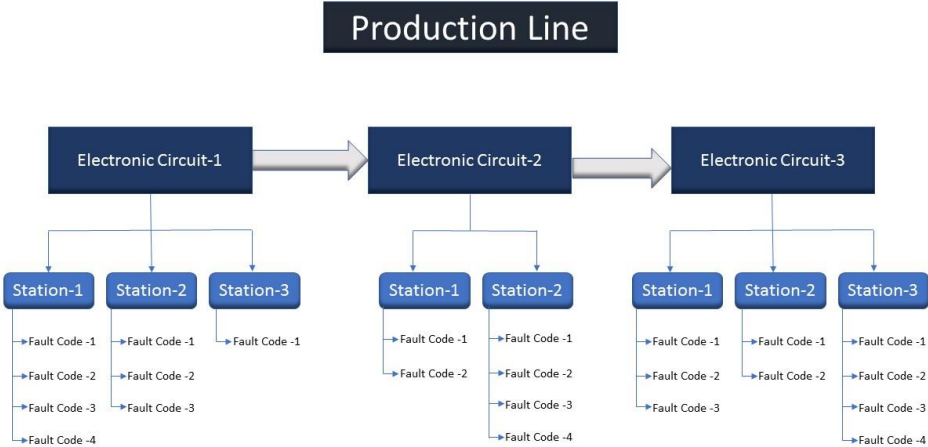 Production Line
Electronic Circuit-1
Electronic Circuit-2
Electronic Circuit-3
Station-1
Station-2
Station-3
Station-1
Station-2
Station-1
Station-2
Station-3
Fault Code -1
Fault Code -2
Fault Code -3
Fault Code -4
Fault Code -1
Fault Code -2
Fault Code -3
Fault Code -1
Fault Code -1
Fault Code -2
Fault Code -1
Fault Code -2
Fault Code -3
Fault Code -4
Fault Code -1
Fault Code -2
Fault Code -3
Fault Code -1
Fault Code -2
Fault Code -1
Fault Code -2
Fault Code -3
Fault Code -4